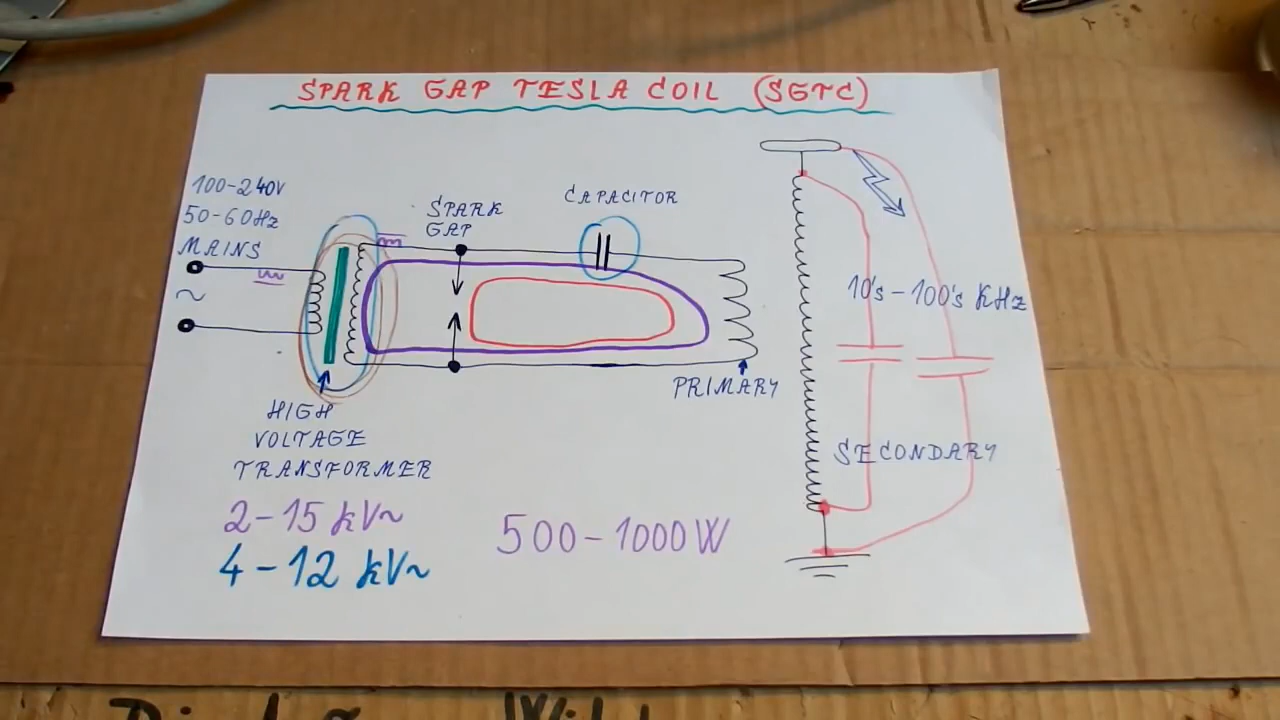 SPARK GAP TESLA COIL (SGTC)
100-240V
50-60Hz
MAINS
~
SPARK
GAP
CAPACITOR
10's-100's KHz
PRIMARY
HIGH
VOLTAGE
TRANSFORMER
SECONDARY
2-15 kV~
4-12 kV~
500-1000W